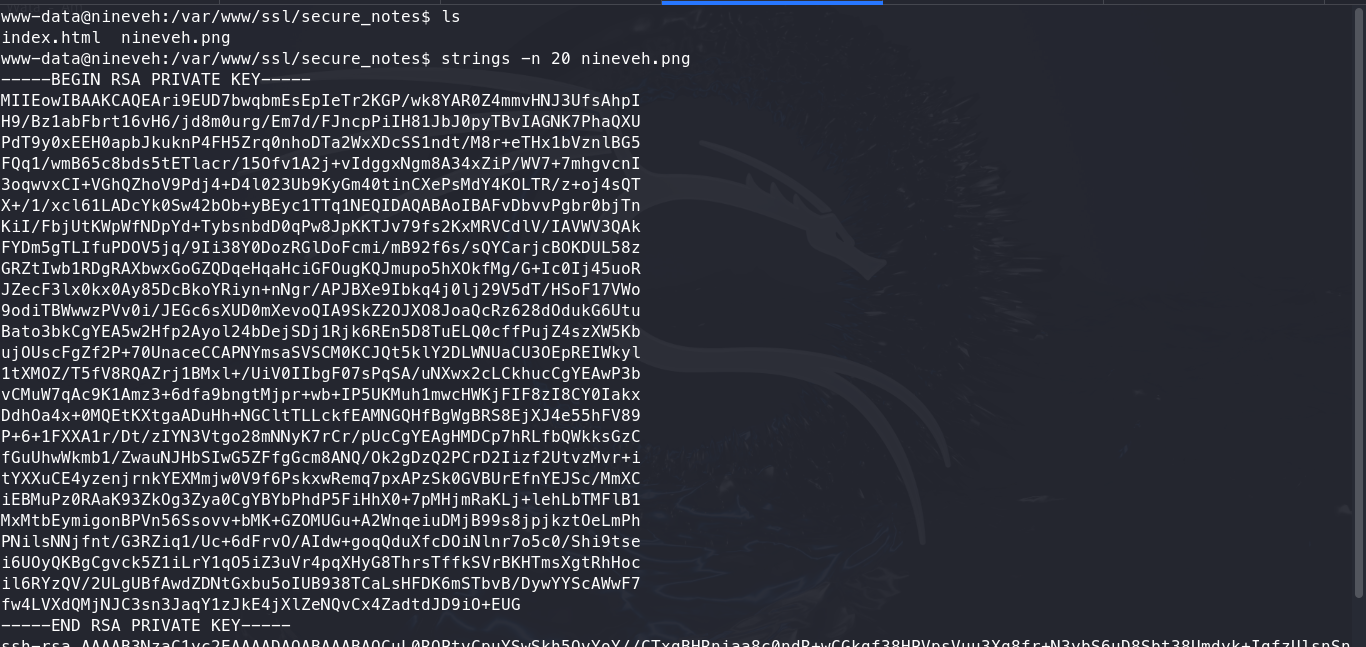 www-data@nineveh:/var/www/ssl/secure_notes$ ls
index.html  nineveh.png
www-data@nineveh:/var/www/ssl/secure_notes$ strings -n 20 nineveh.png
-----BEGIN RSA PRIVATE KEY-----
MIIEowIBAAKCAQEAri9EUD7bwqbmEsEpIeTr2KGP/wk8YAR0Z4mmvHNJ3UfsAhpI
H9/Bz1abFbrt16vH6/jd8m0urg/Em7d/FJncpPiIH81JbJ0pyTBvIAGNK7PhaQXU
PdT9y0xEEH0apbJkuknP4FH5Zrq0nhoDTa2WxXDcSS1ndt/M8r+eTHx1bVznlBG5
FQq1/wmB65c8bds5tETlacr/15Ofv1A2j+vIdggxNgm8A34xZiP/WV7+7mhgvcnI
3oqwvxCI+VGhQZhoV9Pdj4+D4l023Ub9KyGm40tinCXePsMdY4KOLTR/z+oj4sQT
X+/1/xcl61LADcYk0Sw42bOb+yBEyc1TTq1NEQIDAQABAoIBAFvDbvvPgbr0bjTn
KiI/FbjUtKWpWfNDpYd+TybsnbdD0qPw8JpKKTJv79fs2KxMRVCdlV/IAVWV3QAk
FYDm5gTLIfuPDOV5jq/9Ii38Y0DozRGlDoFcmi/mB92f6s/sQYCarjcBOKDUL58z
GRZtIwb1RDgRAXbwxGoGZQDqeHqaHciGFOugKQJmupo5hXOkfMg/G+Ic0Ij45uoR
JZecF3lx0kx0Ay85DcBkoYRiyn+nNgr/APJBXe9Ibkq4j0lj29V5dT/HSoF17VWo
9odiTBWwwzPVv0i/JEGc6sXUD0mXevoQIA9SkZ2OJXO8JoaQcRz628dOdukG6Utu
Bato3bkCgYEA5w2Hfp2Ayol24bDejSDj1Rjk6REn5D8TuELQ0cffPujZ4szXW5Kb
ujOUscFgZf2P+70UnaceCCAPNYmsaSVSCM0KCJQt5klY2DLWNUaCU3OEpREIWkyl
1tXMOZ/T5fV8RQAZrj1BMxl+/UiV0IIbgF07sPqSA/uNXwx2cLCkhucCgYEAwP3b
vCMuW7qAc9K1Amz3+6dfa9bngtMjpr+wb+IP5UKMuh1mwcHWKjFIF8zI8CY0Iakx
DdhOa4x+0MQEtKXtgaADuHh+NGCltTLLckfEAMNGQHfBgWgBRS8EjXJ4e55hFV89
P+6+1FXXA1r/Dt/zIYN3Vtgo28mNNyK7rCr/pUcCgYEAgHMDCp7hRLfbQWkksGzC
fGuUhwWkmb1/ZwauNJHbSIwG5ZFfgGcm8ANQ/Ok2gDzQ2PCrD2Iizf2UtvzMvr+i
tYXXuCE4yzenjrnkYEXMmjw0V9f6PskxwRemq7pxAPzSk0GVBUrEfnYEJSc/MmXC
iEBMuPz0RAaK93ZkOg3Zya0CgYBYbPhdP5FiHhX0+7pMHjmRaKLj+lehLbTMFlB1
MxMtbEymigonBPVn56Ssovv+bMK+GZOMUGu+A2WnqeiuDMjB99s8jpjkztOeLmPh
PNilsNNjfnt/G3RZiq1/Uc+6dFrvO/AIdw+goqQduXfcDOiNlnr7o5c0/Shi9tse
i6UOyQKBgCgvck5Z1iLrY1qO5iZ3uVr4pqXHyG8ThrsTffkSVrBKHTmsXgtRhHoc
il6RYzQV/2ULgUBfAwdZDNtGxbu5oIUB938TCaLsHFDK6mSTbvB/DywYYScAWwF7
fw4LVXdQMjNJC3sn3JaqY1zJkE4jXlZeNQvCx4ZadtdJD9iO+EUG
-----END RSA PRIVATE KEY-----